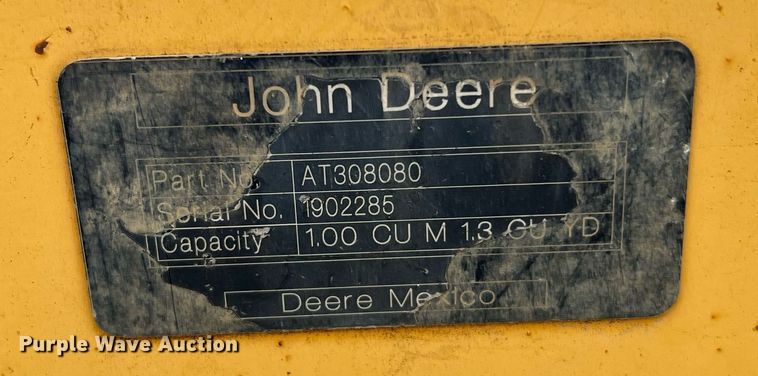 John Deere
Part No. AT308080
Serial No. 1902285
Capacity 1.00 CU M 1.3 CU YD
Deere Mexico
Purple Wave Auction